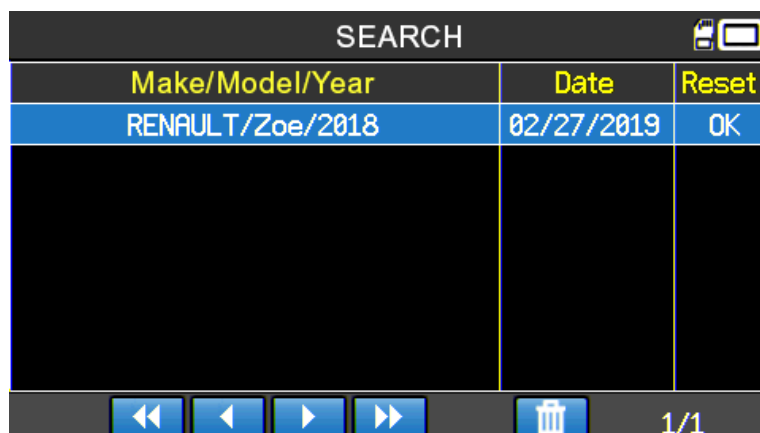 SEARCH
Make/Model/Year Date Reset
RENAULT/Zoe/2018 02/27/2019 OK
1/1